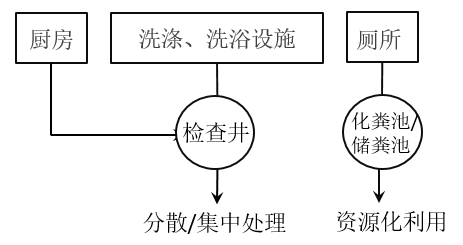 厨房
洗涤、洗浴设施
厕所
检查井
化粪池/
储粪池
分散/集中处理
资源化利用